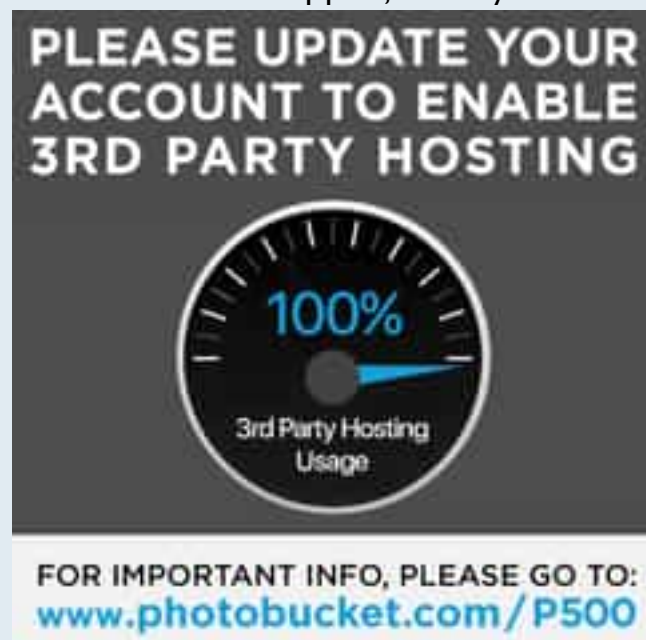 PLEASE UPDATE YOUR
ACCOUNT TO ENABLE
3RD PARTY HOSTING
100%
3rd Party Hosting
Usage
FOR IMPORTANT INFO, PLEASE GO TO:
www.photobucket.com/P500